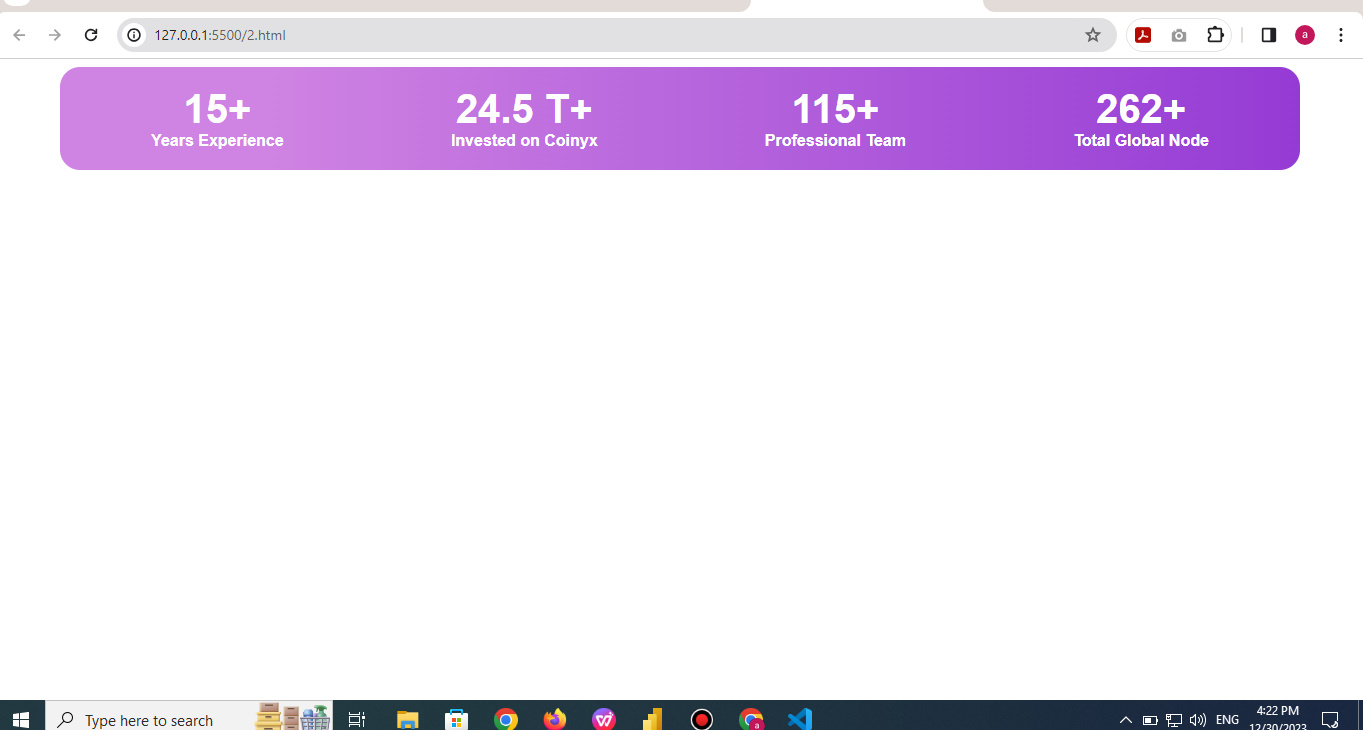 127.0.0.1:5500/2.html
a
15+
24.5 T+
115+
262+
Years Experience
Invested on Coinyx
Professional Team
Total Global Node
Type here to search
a
ENG
4:22 PM
12/30/2023